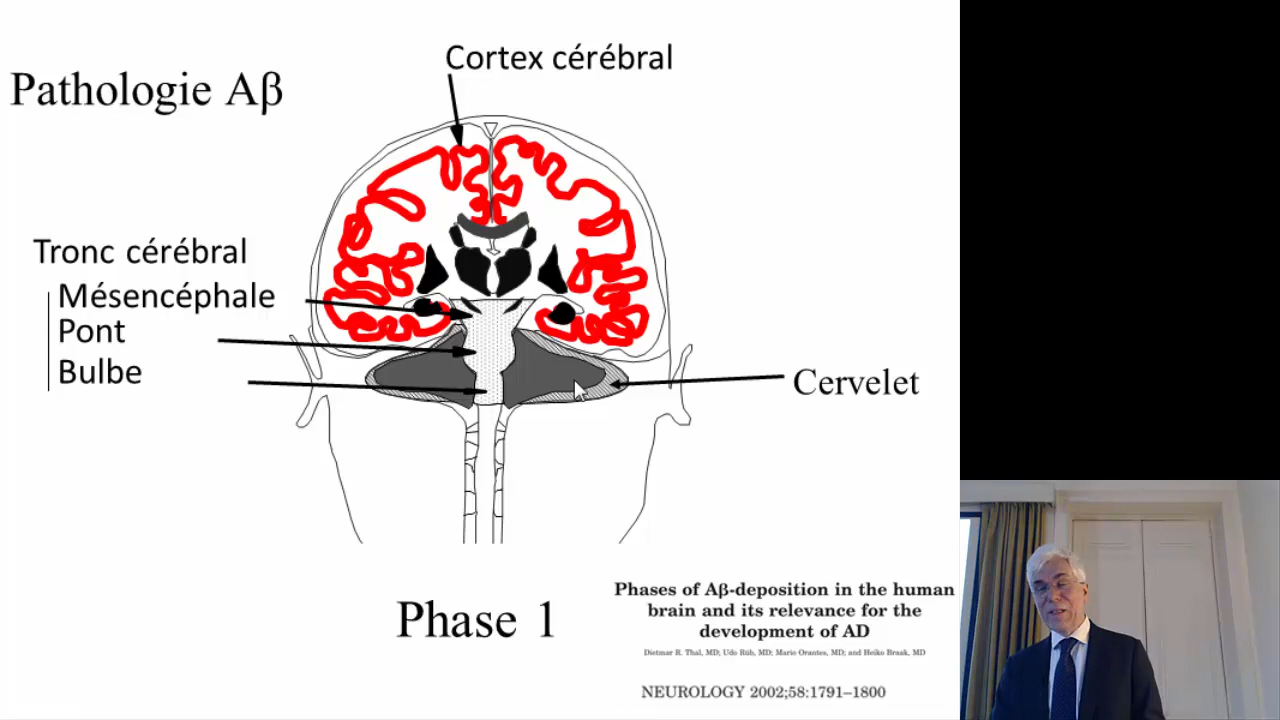 Pathologie Aβ
Cortex cérébral
Tronc cérébral
Mésencéphale
Pont
Bulbe
Cervelet
Phase 1
Phases of Aβ-deposition in the human
brain and its relevance for the
development of AD
Dietmar R. Thal, MD; Udo Rüb, MD; Mario Orantes, MD; and Heiko Braak, MD
NEUROLOGY 2002;58:1791–1800